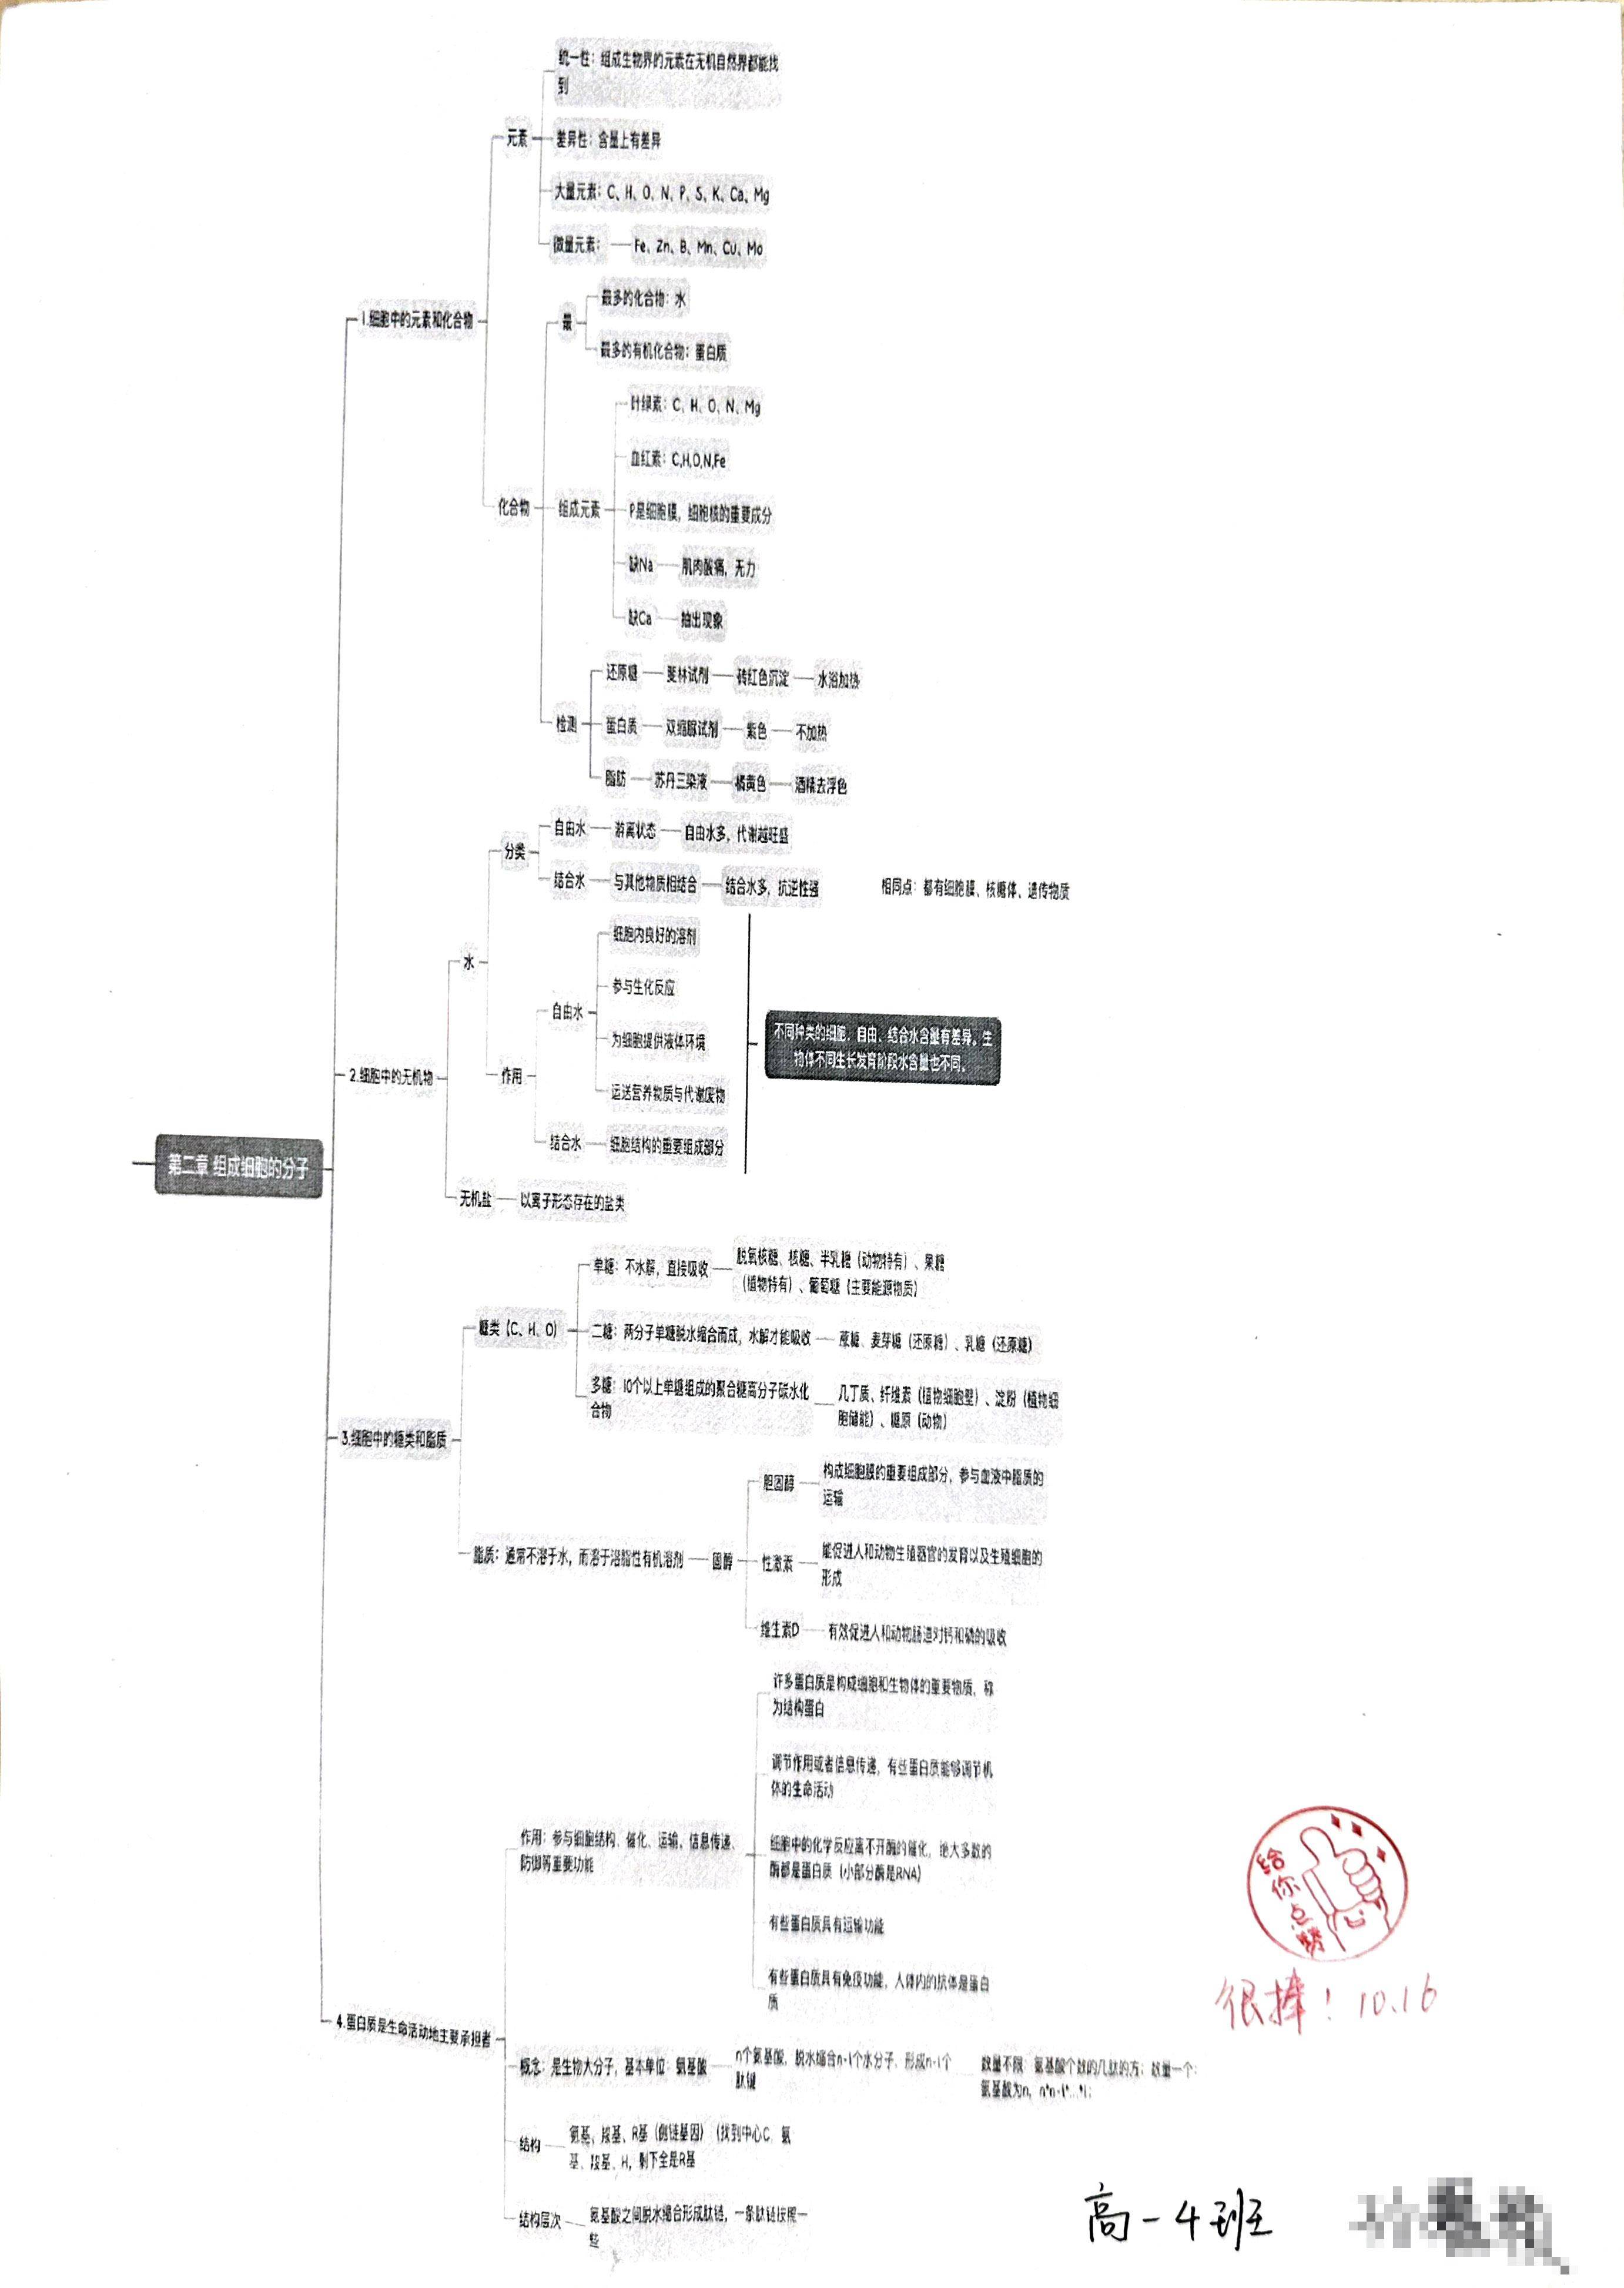 统一性：组成生物界的元素在无机自然界都能找
到
元素
差异性：含量上有差异
大量元素：C、H、O、N、P、S、K、Ca、Mg
微量元素：
Fe、Zn、B、Mn、Cu、Mo
1.细胞中的元素和化合物
最
最多的化合物：水
最多的有机化合物：蛋白质
化合物
组成元素
叶绿素：C、H、O、N、Mg
血红素：C,H,O,N,Fe
P是细胞膜，细胞核的重要成分
缺Na
肌肉酸痛，无力
缺Ca
抽出现象
检测
还原糖
斐林试剂
砖红色沉淀
水浴加热
蛋白质
双缩脲试剂
紫色
不加热
脂肪
苏丹三染液
橘黄色
酒精去浮色
2.细胞中的无机物
水
分类
自由水
游离状态
自由水多，代谢越旺盛
结合水
与其他物质相结合
结合水多，抗逆性强
相同点：都有细胞膜、核糖体、遗传物质
作用
自由水
细胞内良好的溶剂
参与生化反应
为细胞提供液体环境
运送营养物质与代谢废物
结合水
细胞结构的重要组成部分
不同种类的细胞，自由、结合水含量有差异。生
物体不同生长发育阶段水含量也不同。
无机盐
以离子形态存在的盐类
第二章 组成细胞的分子
3.细胞中的糖类和脂质
糖类（C、H、O）
单糖：不水解，直接吸收
脱氧核糖、核糖、半乳糖（动物特有）、果糖
（植物特有）、葡萄糖（主要能源物质）
二糖：两分子单糖脱水缩合而成，水解才能吸收
蔗糖、麦芽糖（还原糖）、乳糖（还原糖）
多糖：10个以上单糖组成的聚合糖高分子碳水化
合物
几丁质、纤维素（植物细胞壁）、淀粉（植物细
胞储能）、糖原（动物）
脂质：通常不溶于水，而溶于溶脂性有机溶剂
固醇
胆固醇
构成细胞膜的重要组成部分，参与血液中脂质的
运输
性激素
能促进人和动物生殖器官的发育以及生殖细胞的
形成
维生素D
有效促进人和动物肠道对钙和磷的吸收
4.蛋白质是生命活动地主要承担者
作用：参与细胞结构、催化、运输、信息传递、
防御等重要功能
许多蛋白质是构成细胞和生物体的重要物质，称
为结构蛋白
调节作用或者信息传递，有些蛋白质能够调节机
体的生命活动
细胞中的化学反应离不开酶的催化，绝大多数的
酶都是蛋白质（小部分酶是RNA）
有些蛋白质具有运输功能
有些蛋白质具有免疫功能，人体内的抗体是蛋白
质
概念：是生物大分子，基本单位：氨基酸
n个氨基酸，脱水缩合n-1个水分子，形成n-1个
肽键
数量不限：氨基酸个数的几肽的方；数量一个：
氨基酸为n，n*n-1*...*1；
结构
氨基、羧基、R基（侧链基因）（找到中心C，氨
基、羧基、H，剩下全是R基
结构层次
氨基酸之间脱水缩合形成肽链，一条肽链按照一
些
给你点赞
很棒！10.16
高一4班